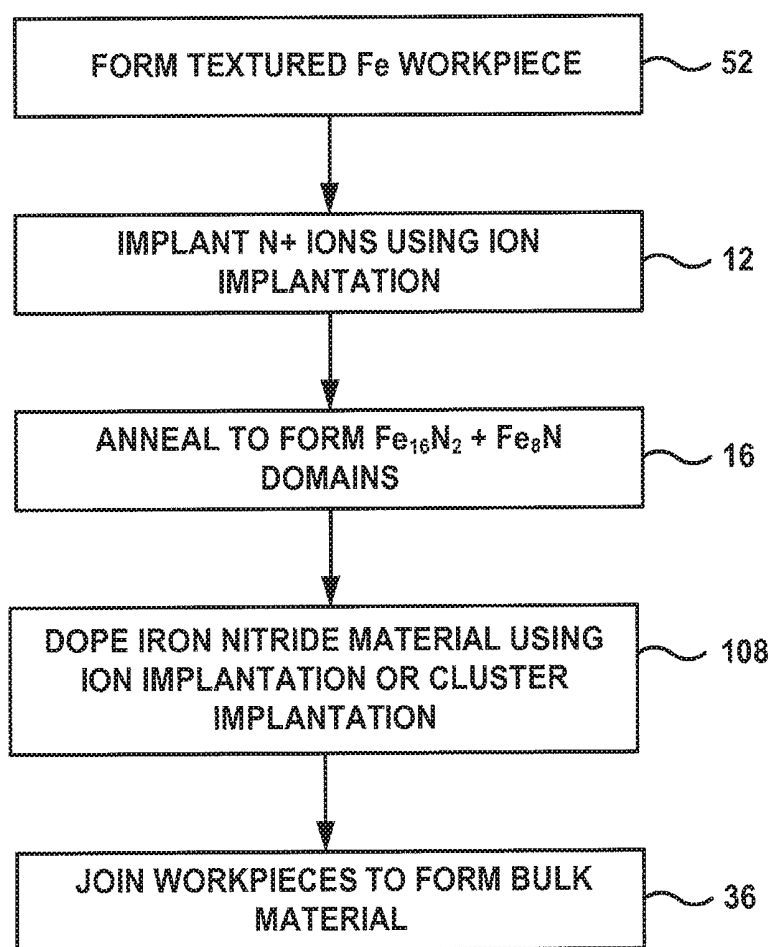 FORM TEXTURED Fe WORKPIECE
52
IMPLANT N+ IONS USING ION
IMPLANTATION
12
ANNEAL TO FORM Fe₁₆N₂ + Fe₈N
DOMAINS
16
DOPE IRON NITRIDE MATERIAL USING
ION IMPLANTATION OR CLUSTER
IMPLANTATION
108
JOIN WORKPIECES TO FORM BULK
MATERIAL
36